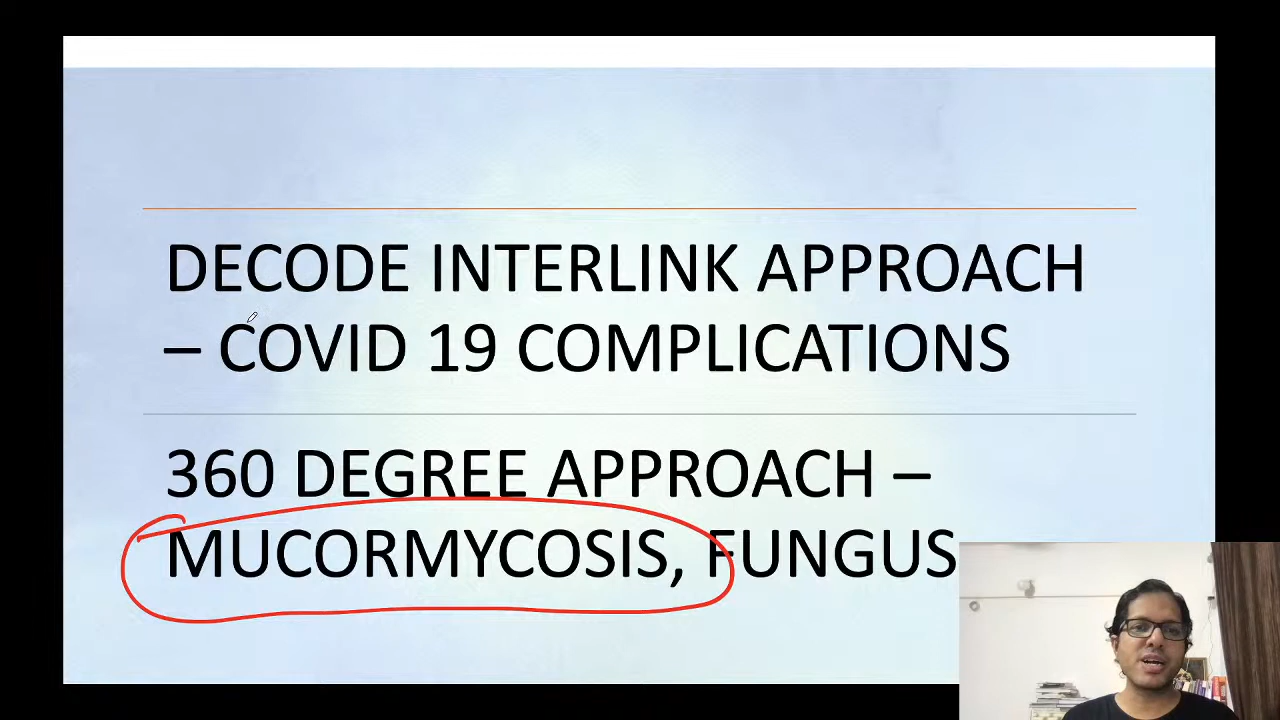 DECODE INTERLINK APPROACH
– COVID 19 COMPLICATIONS
360 DEGREE APPROACH –
MUCORMYCOSIS, FUNGUS